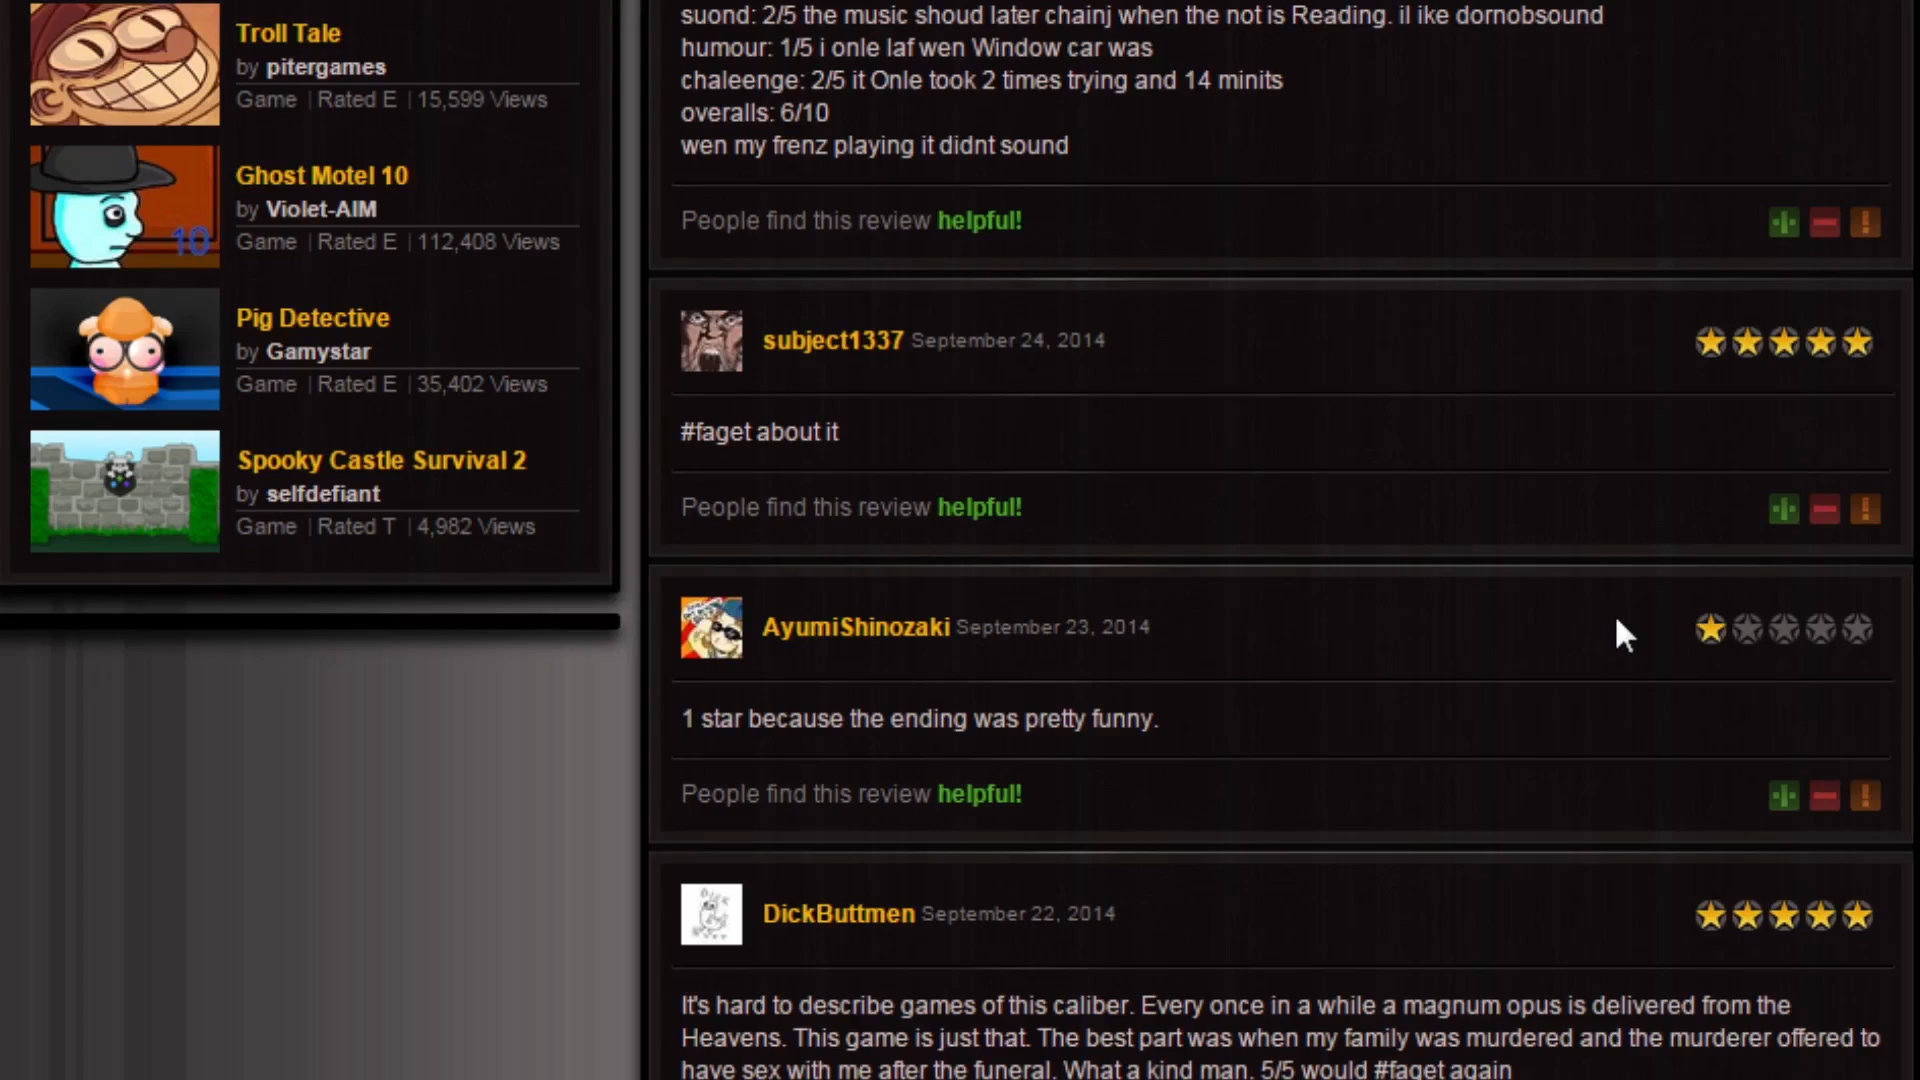 Troll Tale
by pitergames
Game | Rated E | 15,599 Views
Ghost Motel 10
by Violet-AIM
Game | Rated E | 112,408 Views
10
Pig Detective
by Gamystar
Game | Rated E | 35,402 Views
Spooky Castle Survival 2
by selfdefiant
Game | Rated T | 4,982 Views
suond: 2/5 the music shoud later chainj when the not is Reading. il ike dornobsound
humour: 1/5 i onle laf wen Window car was
chaleenge: 2/5 it Onle took 2 times trying and 14 minits
overalls: 6/10
wen my frenz playing it didnt sound
People find this review helpful!
subject1337 September 24, 2014
#faget about it
People find this review helpful!
AyumiShinozaki September 23, 2014
1 star because the ending was pretty funny.
People find this review helpful!
DickButtmen September 22, 2014
It's hard to describe games of this caliber. Every once in a while a magnum opus is delivered from the
Heavens. This game is just that. The best part was when my family was murdered and the murderer offered to
have sex with me after the funeral. What a kind man. 5/5 would #faget again